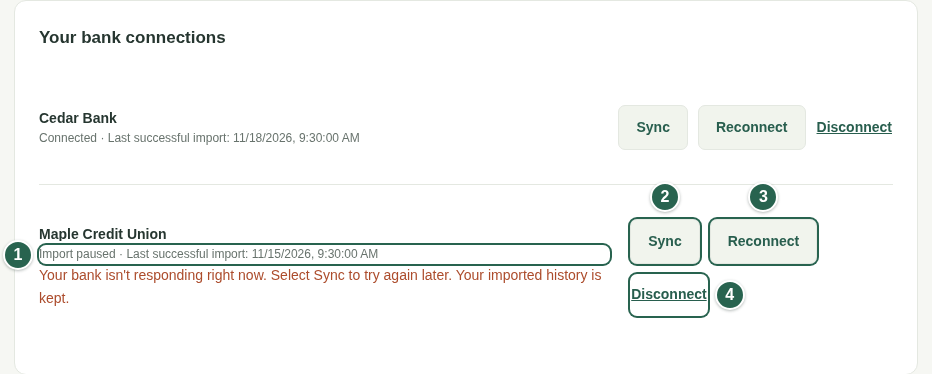 Your bank connections
Cedar Bank
Connected · Last successful import: 11/18/2026, 9:30:00 AM
Sync
Reconnect
Disconnect
2
3
Maple Credit Union
1
Import paused · Last successful import: 11/15/2026, 9:30:00 AM
Your bank isn't responding right now. Select Sync to try again later. Your imported history is
kept.
Sync
Reconnect
Disconnect
4